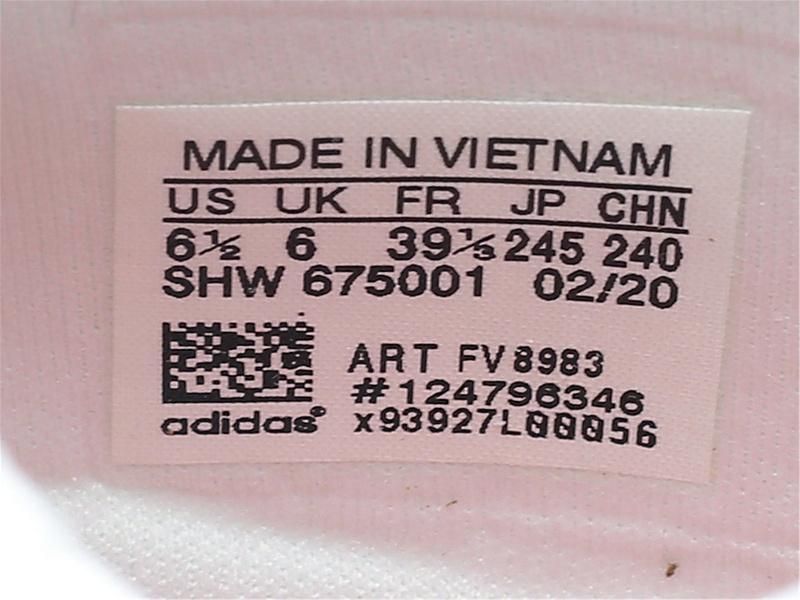 MADE IN VIETNAM
US UK FR JP CHN
6½ 6 39⅓ 245 240
SHW 675001 02/20
ART FV8983
#124796346
adidas® x93927L00056